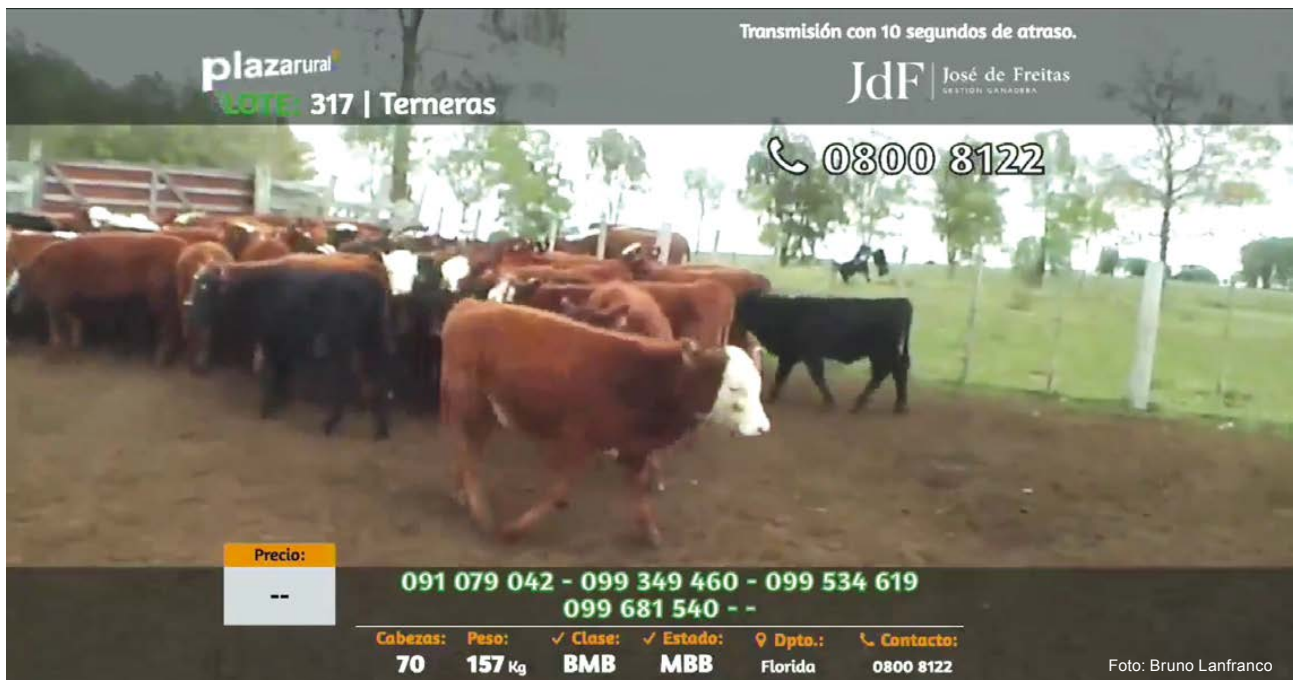 Transmisión con 10 segundos de atraso.
plazarural
JdF | José de Freitas
GESTIÓN GANADERA
LOTE: 317 | Terneras
0800 8122
Precio:
--
091 079 042 - 099 349 460 - 099 534 619
099 681 540 - -
Cabezas: Peso: ✓ Clase: ✓ Estado: Dpto.: Contacto:
70 157 Kg BMB MBB Florida 0800 8122
Foto: Bruno Lanfranco